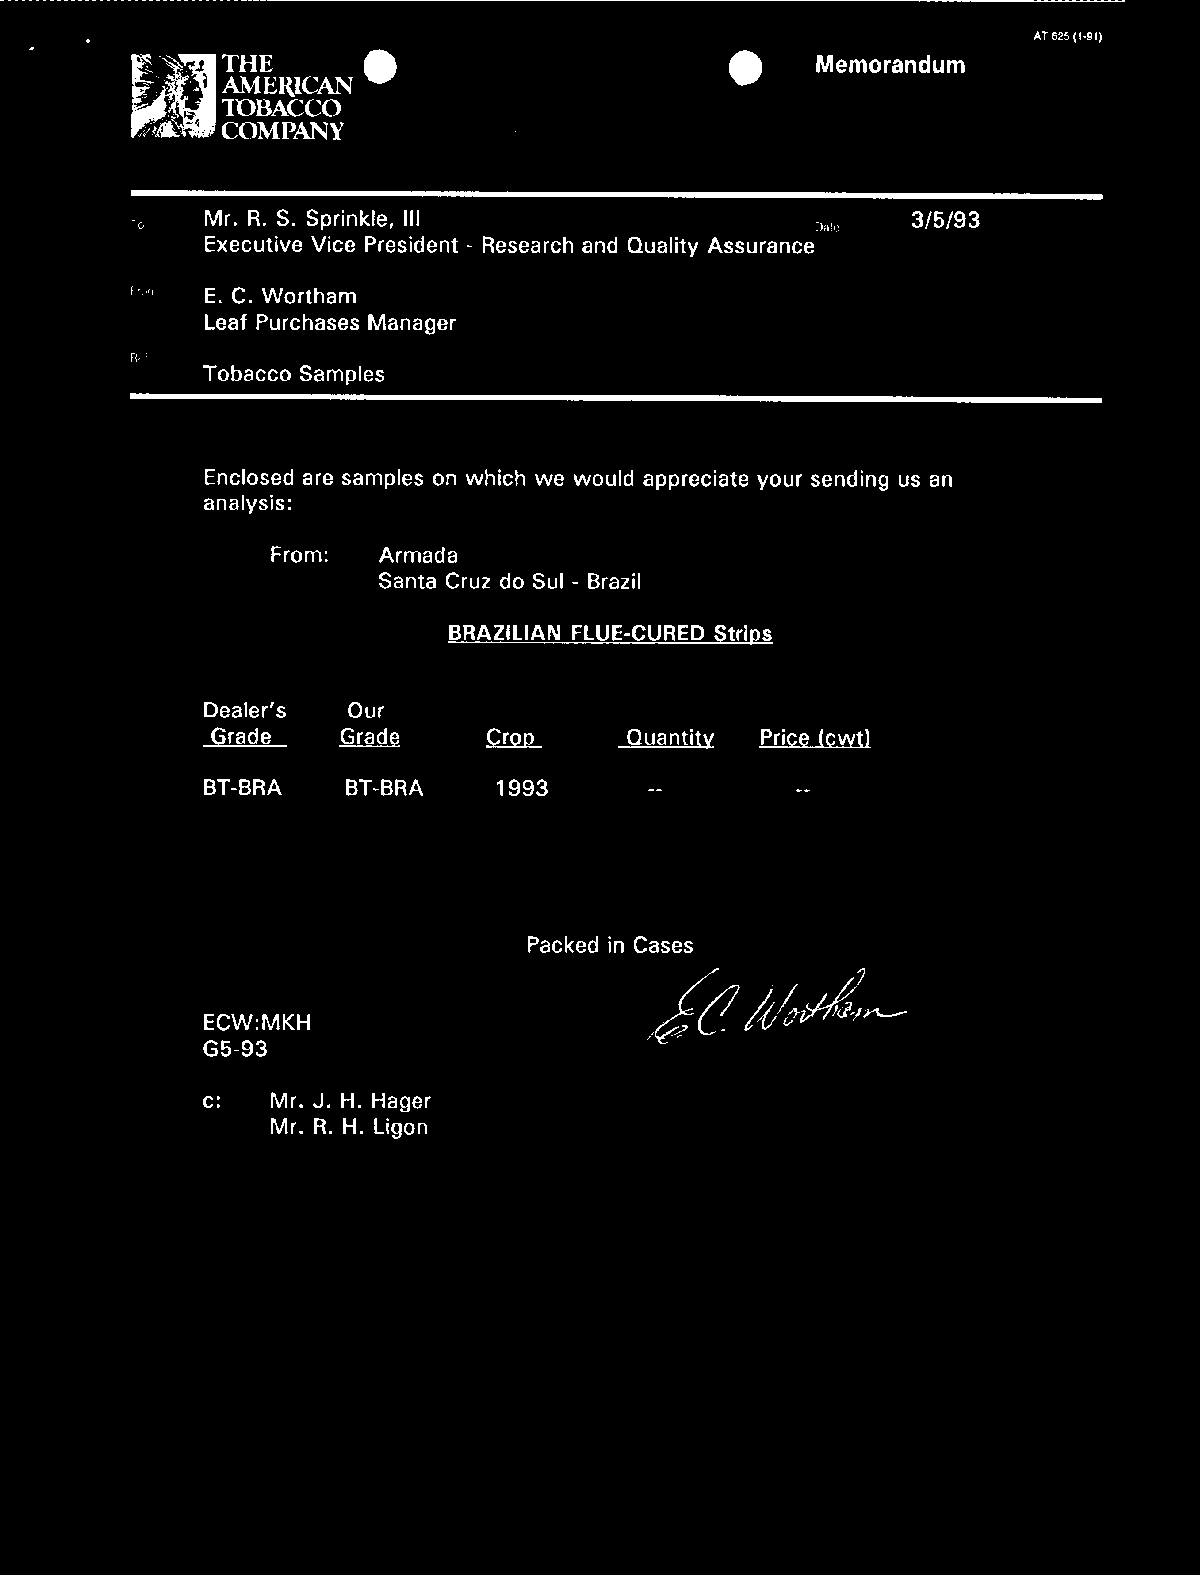 AT 625 (1-91)
THE
AMERICAN
TOBACCO
COMPANY
Memorandum
To Mr. R. S. Sprinkle, III Date 3/5/93
Executive Vice President - Research and Quality Assurance
From E. C. Wortham
Leaf Purchases Manager
Tobacco Samples
Enclosed are samples on which we would appreciate your sending us an
analysis:
From: Armada
Santa Cruz do Sul - Brazil
BRAZILIAN FLUE-CURED Strips
Dealer's Our
Grade Grade Crop Quantity Price (cwt)
BT-BRA BT-BRA 1993 -- --
Packed in Cases
E.C. Wortham
ECW:MKH
G5-93
c: Mr. J. H. Hager
Mr. R. H. Ligon